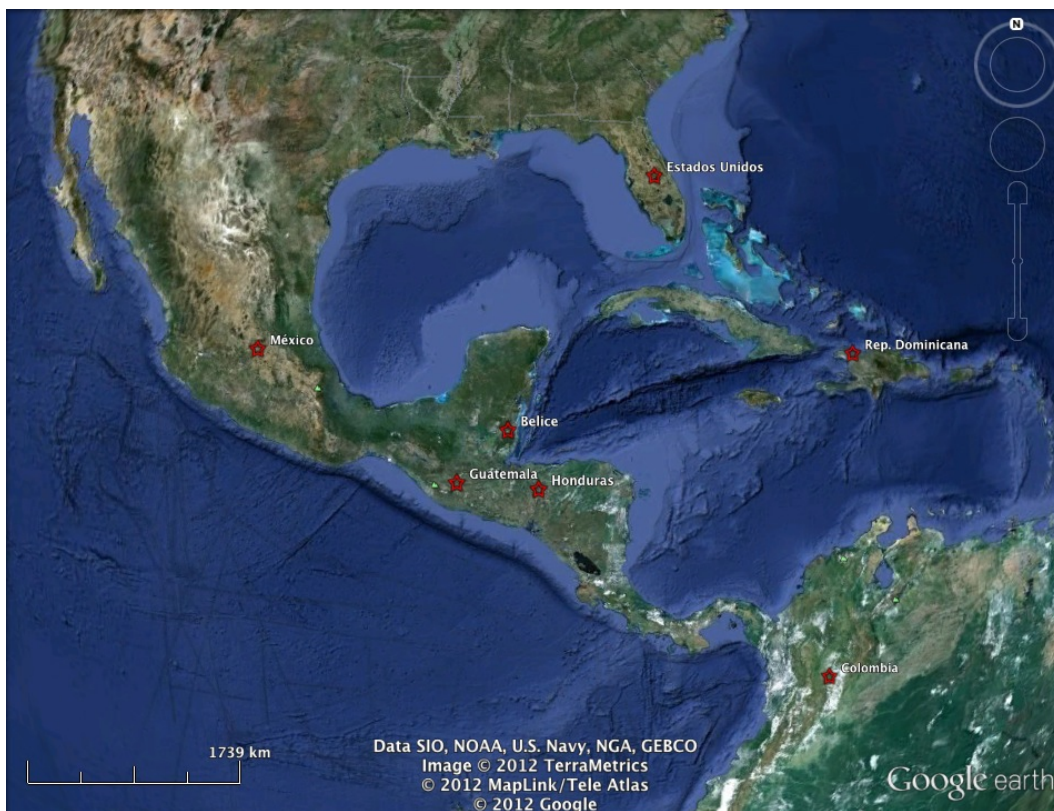 N
Estados Unidos
México
Rep. Dominicana
Belice
Guatemala
Honduras
Colombia
1739 km
Data SIO, NOAA, U.S. Navy, NGA, GEBCO
Image © 2012 TerraMetrics
© 2012 MapLink/Tele Atlas
© 2012 Google
Google earth